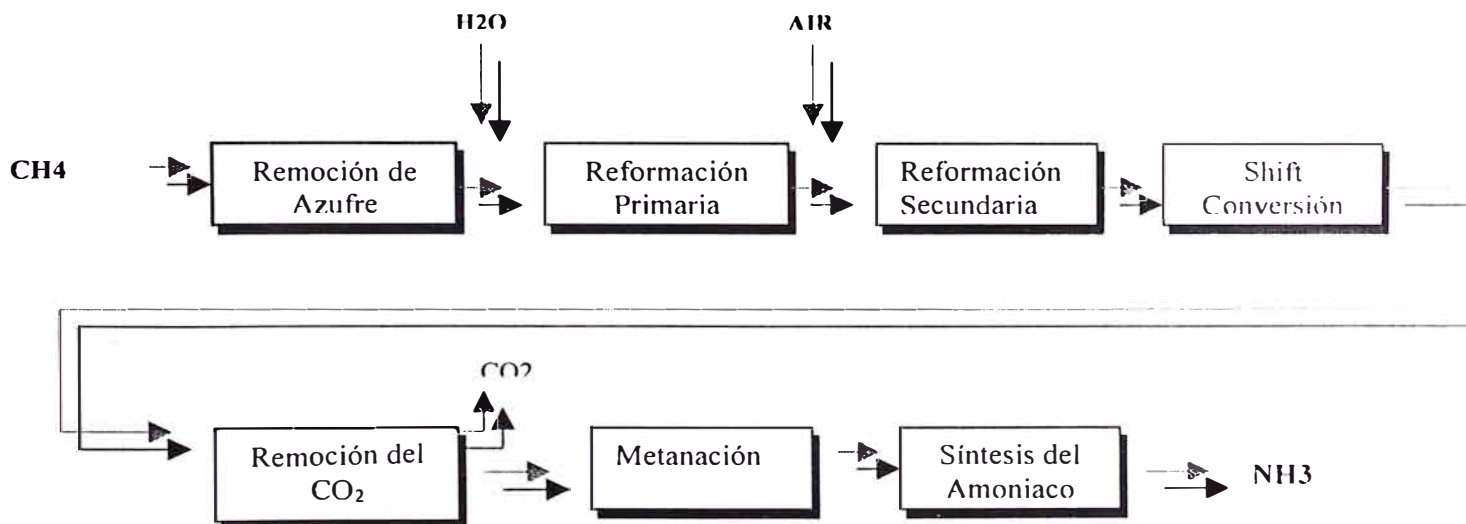 H2O
AIR
CH4
Remoción de
Azufre
Reformación
Primaria
Reformación
Secundaria
Shift
Conversión
CO2
Remoción del
CO₂
Metanación
Síntesis del
Amoniaco
NH3